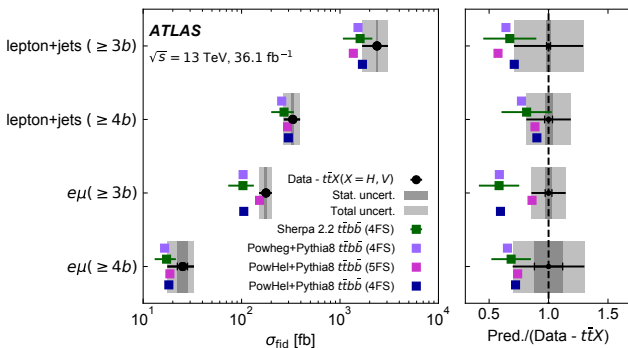 ATLAS
√s = 13 TeV, 36.1 fb⁻¹
lepton+jets ( ≥ 3b)
lepton+jets ( ≥ 4b)
eμ(≥ 3b)
eμ(≥ 4b)
Data - tt̄X(X = H, V)
Stat. uncert.
Total uncert.
Sherpa 2.2 tt̄bb̄ (4FS)
Powheg+Pythia8 tt̄bb̄ (4FS)
PowHel+Pythia8 tt̄bb̄ (5FS)
PowHel+Pythia8 tt̄bb̄ (4FS)
10¹ 10² 10³ 10⁴
σfid [fb]
0.5 1.0 1.5
Pred./(Data - tt̄X)